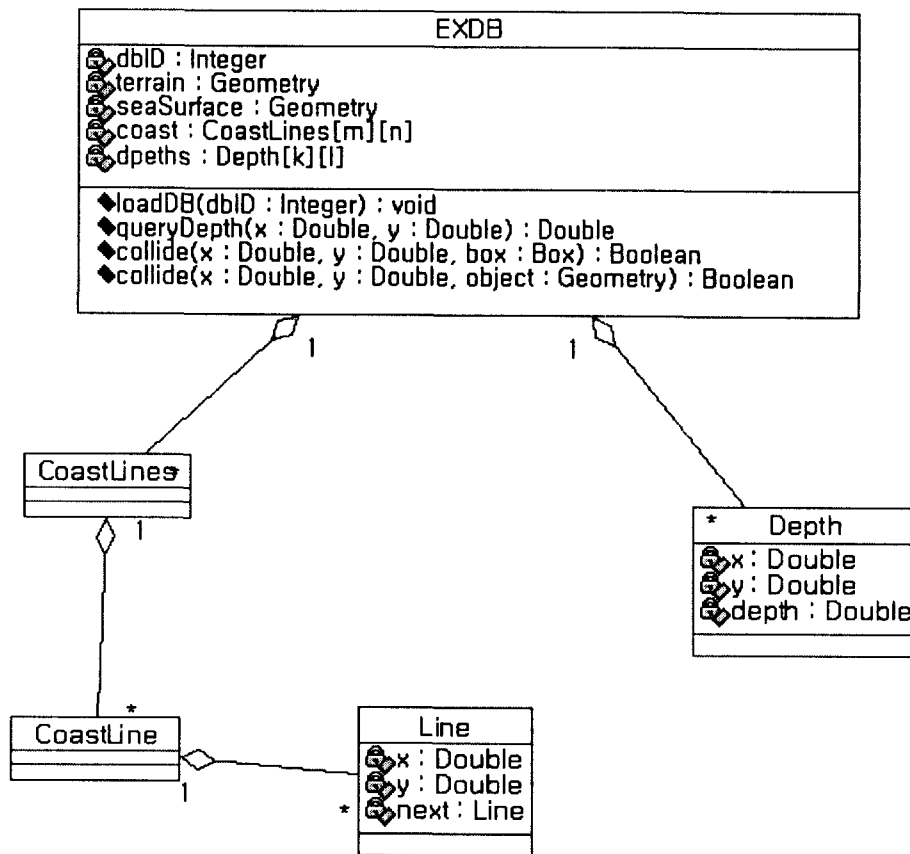 EXDB
dbID : Integer
terrain : Geometry
seaSurface : Geometry
coast : CoastLines[m][n]
dpeths : Depth[k][l]
loadDB(dbID : Integer) : void
queryDepth(x : Double, y : Double) : Double
collide(x : Double, y : Double, box : Box) : Boolean
collide(x : Double, y : Double, object : Geometry) : Boolean
1
1
CoastLines
*
1
* Depth
x : Double
y : Double
depth : Double
*
CoastLine
1
Line
x : Double
y : Double
next : Line
*